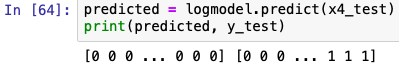 In [64]: predicted = logmodel.predict(x4_test)
print(predicted, y_test)
[0 0 0 ... 0 0 0] [0 0 0 ... 1 1 1]